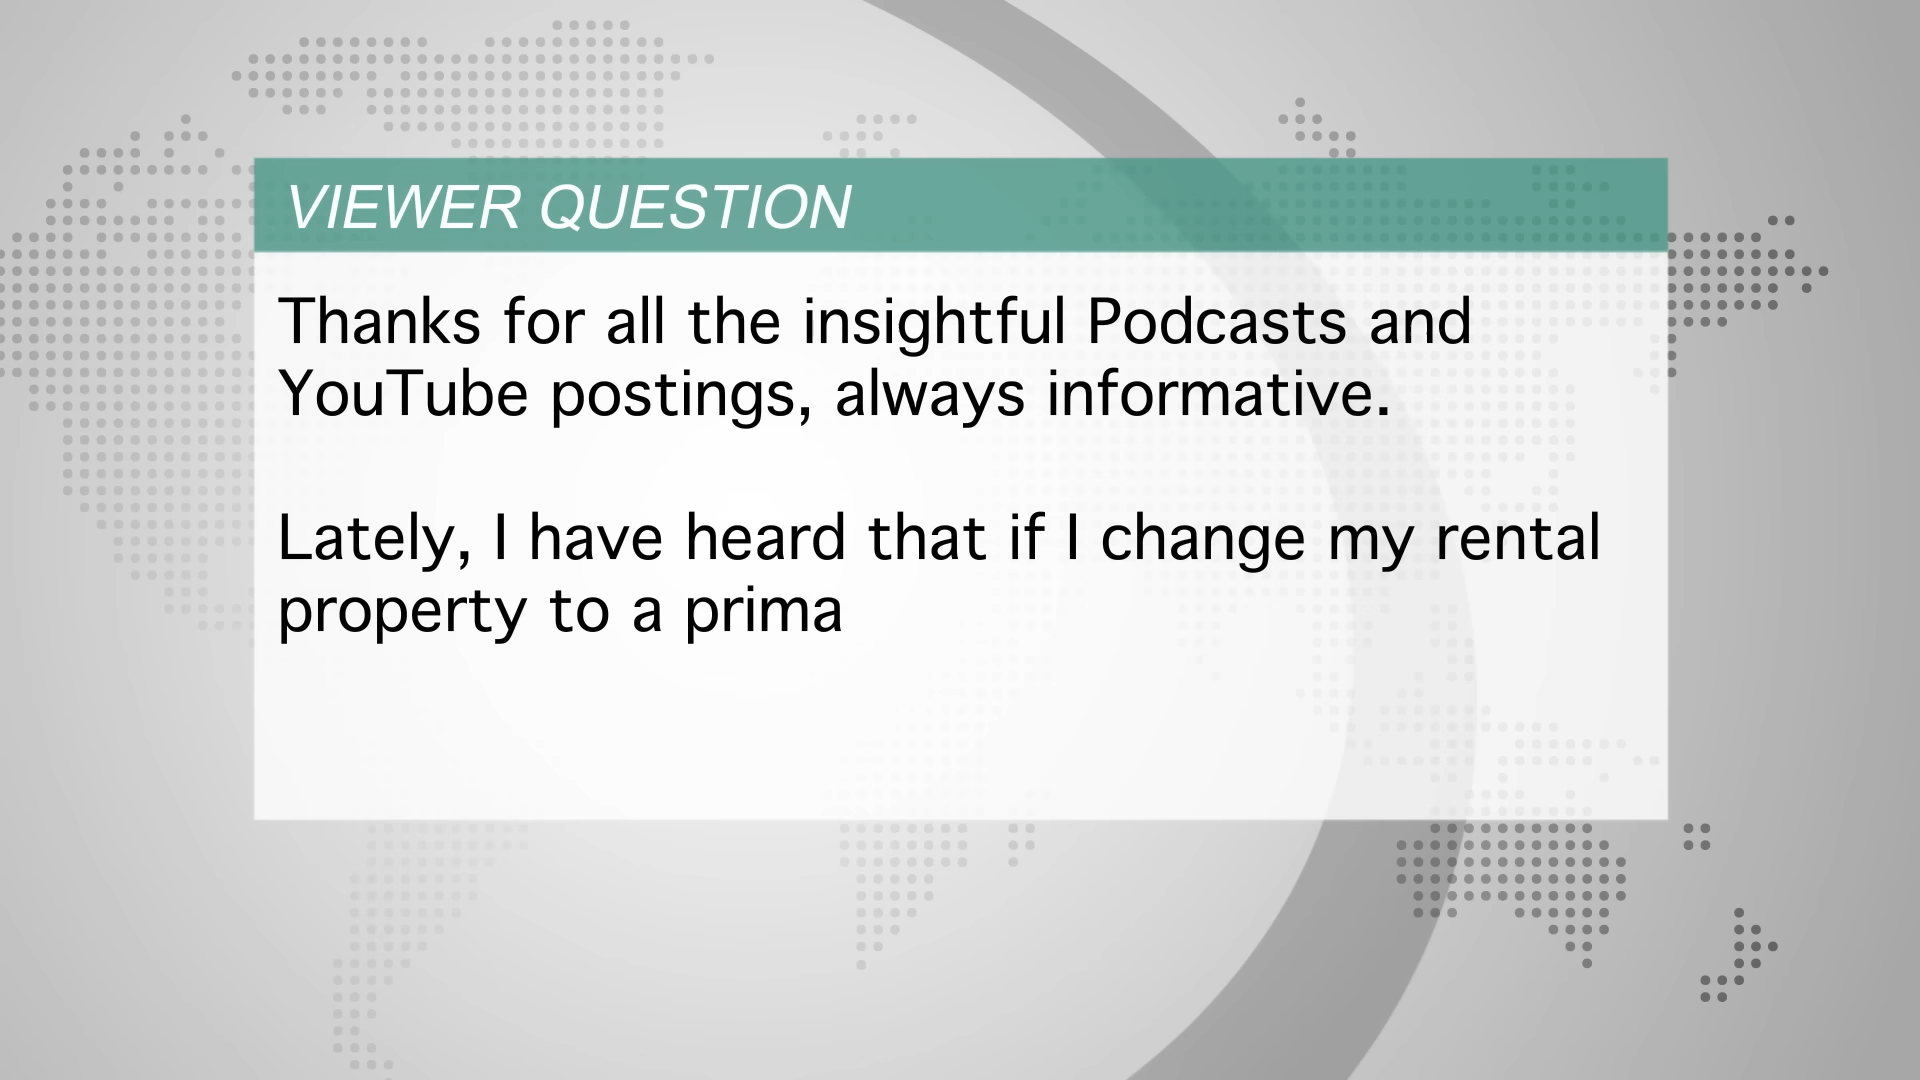 VIEWER QUESTION
Thanks for all the insightful Podcasts and
YouTube postings, always informative.
Lately, I have heard that if I change my rental
property to a prima